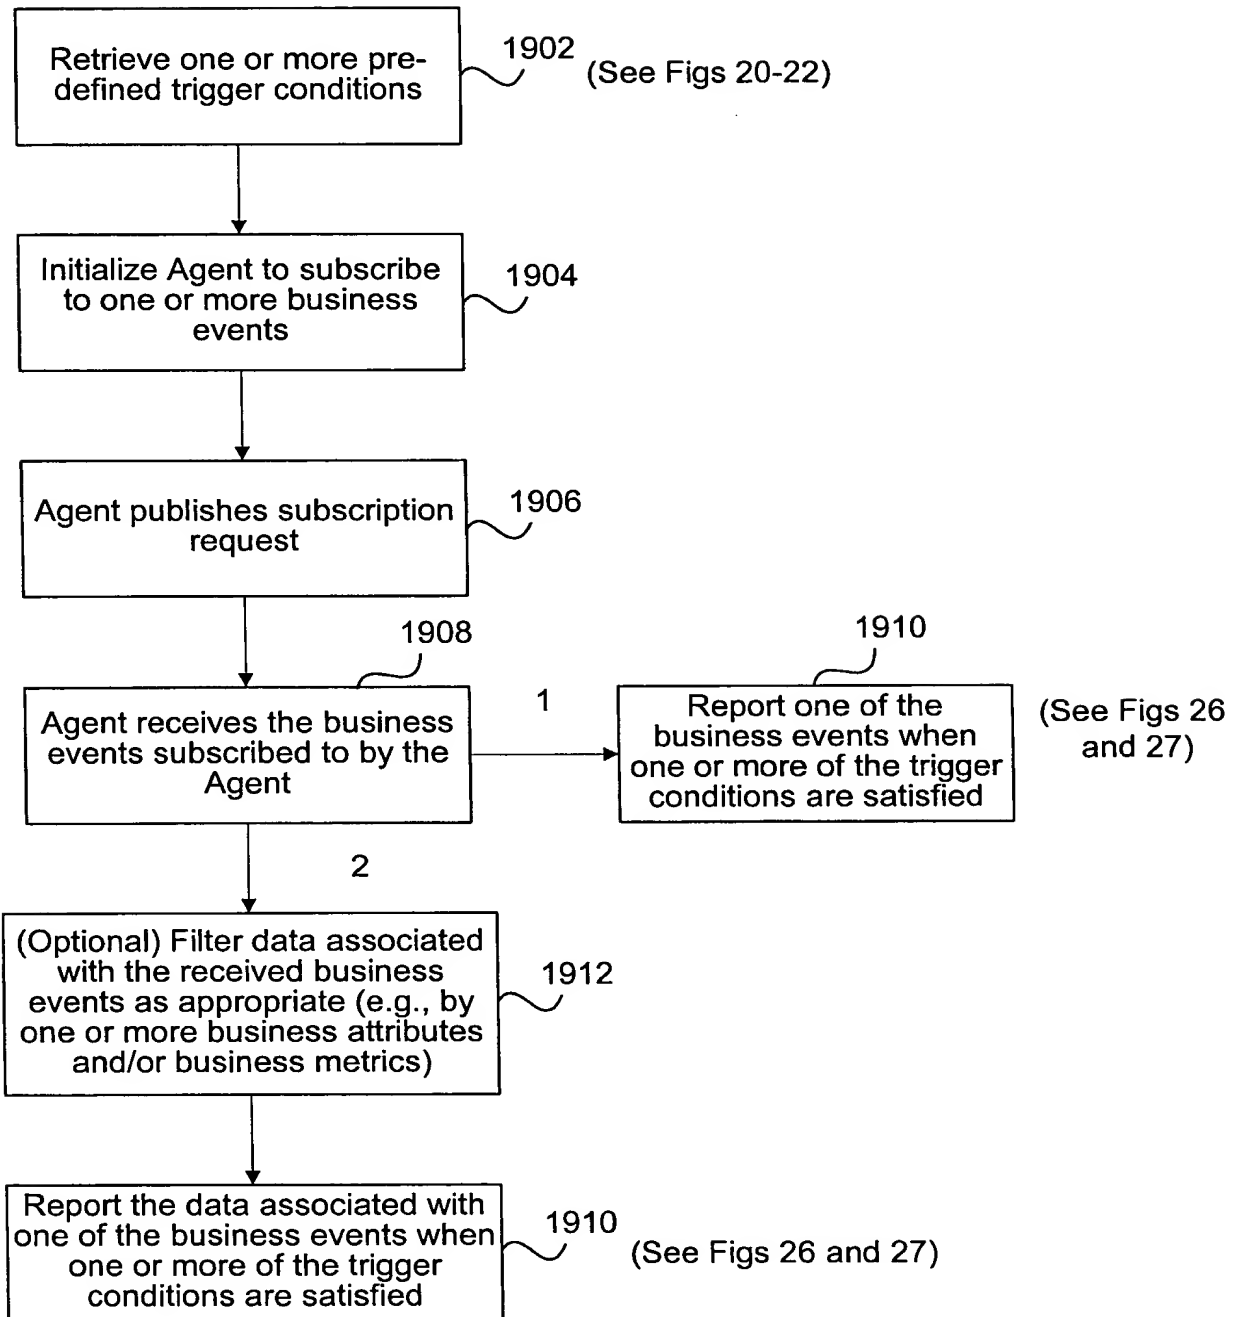 Retrieve one or more pre-
defined trigger conditions
1902
(See Figs 20-22)
Initialize Agent to subscribe
to one or more business
events
1904
Agent publishes subscription
request
1906
1908
Agent receives the business
events subscribed to by the
Agent
1
1910
Report one of the
business events when
one or more of the trigger
conditions are satisfied
(See Figs 26
and 27)
2
(Optional) Filter data associated
with the received business
events as appropriate (e.g., by
one or more business attributes
and/or business metrics)
1912
Report the data associated with
one of the business events when
one or more of the trigger
conditions are satisfied
1910
(See Figs 26 and 27)